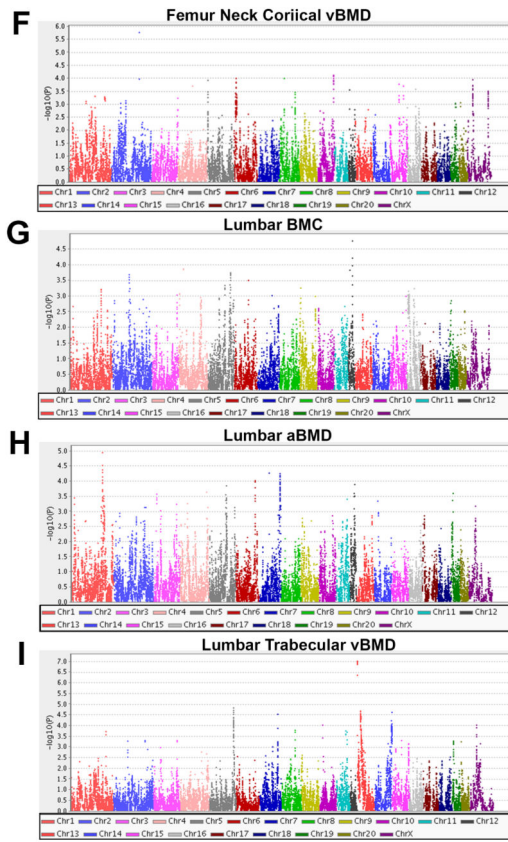 F
Femur Neck Coriical vBMD
6.0
5.5
5.0
4.5
4.0
3.5
3.0
2.5
2.0
1.5
1.0
0.5
0.0
-log10(P)
Chr1 Chr2 Chr3 Chr4 Chr5 Chr6 Chr7 Chr8 Chr9 Chr10 Chr11 Chr12
Chr13 Chr14 Chr15 Chr16 Chr17 Chr18 Chr19 Chr20 ChrX
G
Lumbar BMC
4.5
4.0
3.5
3.0
2.5
2.0
1.5
1.0
0.5
0.0
-log10(P)
Chr1 Chr2 Chr3 Chr4 Chr5 Chr6 Chr7 Chr8 Chr9 Chr10 Chr11 Chr12
Chr13 Chr14 Chr15 Chr16 Chr17 Chr18 Chr19 Chr20 ChrX
H
Lumbar aBMD
5.0
4.5
4.0
3.5
3.0
2.5
2.0
1.5
1.0
0.5
0.0
-log10(P)
Chr1 Chr2 Chr3 Chr4 Chr5 Chr6 Chr7 Chr8 Chr9 Chr10 Chr11 Chr12
Chr13 Chr14 Chr15 Chr16 Chr17 Chr18 Chr19 Chr20 ChrX
I
Lumbar Trabecular vBMD
7.0
6.5
6.0
5.5
5.0
4.5
4.0
3.5
3.0
2.5
2.0
1.5
1.0
0.5
0.0
-log10(P)
Chr1 Chr2 Chr3 Chr4 Chr5 Chr6 Chr7 Chr8 Chr9 Chr10 Chr11 Chr12
Chr13 Chr14 Chr15 Chr16 Chr17 Chr18 Chr19 Chr20 ChrX